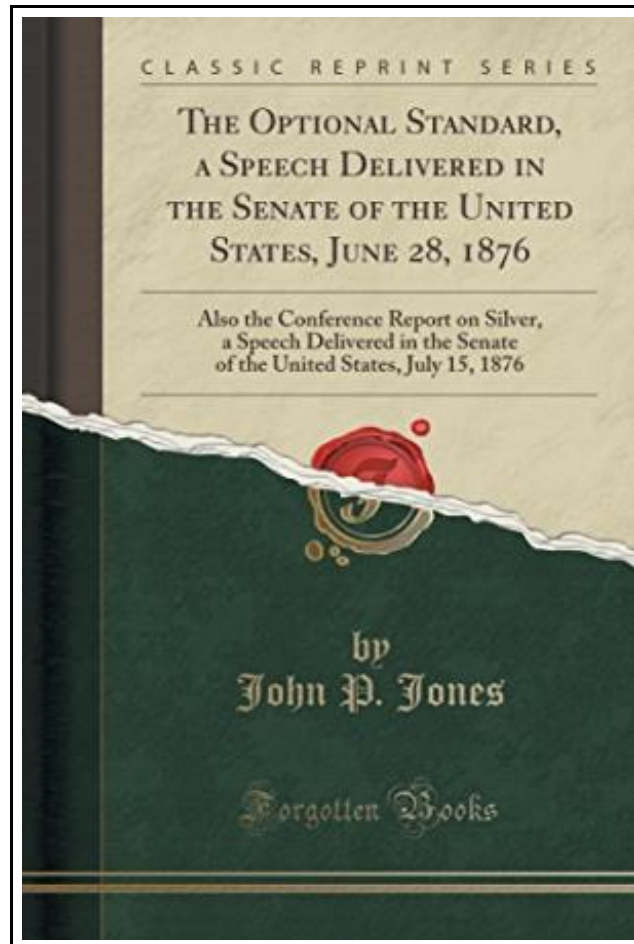 CLASSIC REPRINT SERIES
THE OPTIONAL STANDARD,
A SPEECH DELIVERED IN
THE SENATE OF THE UNITED
STATES, JUNE 28, 1876
Also the Conference Report on Silver,
a Speech Delivered in the Senate
of the United States, July 15, 1876
by
John P. Jones
Forgotten Books